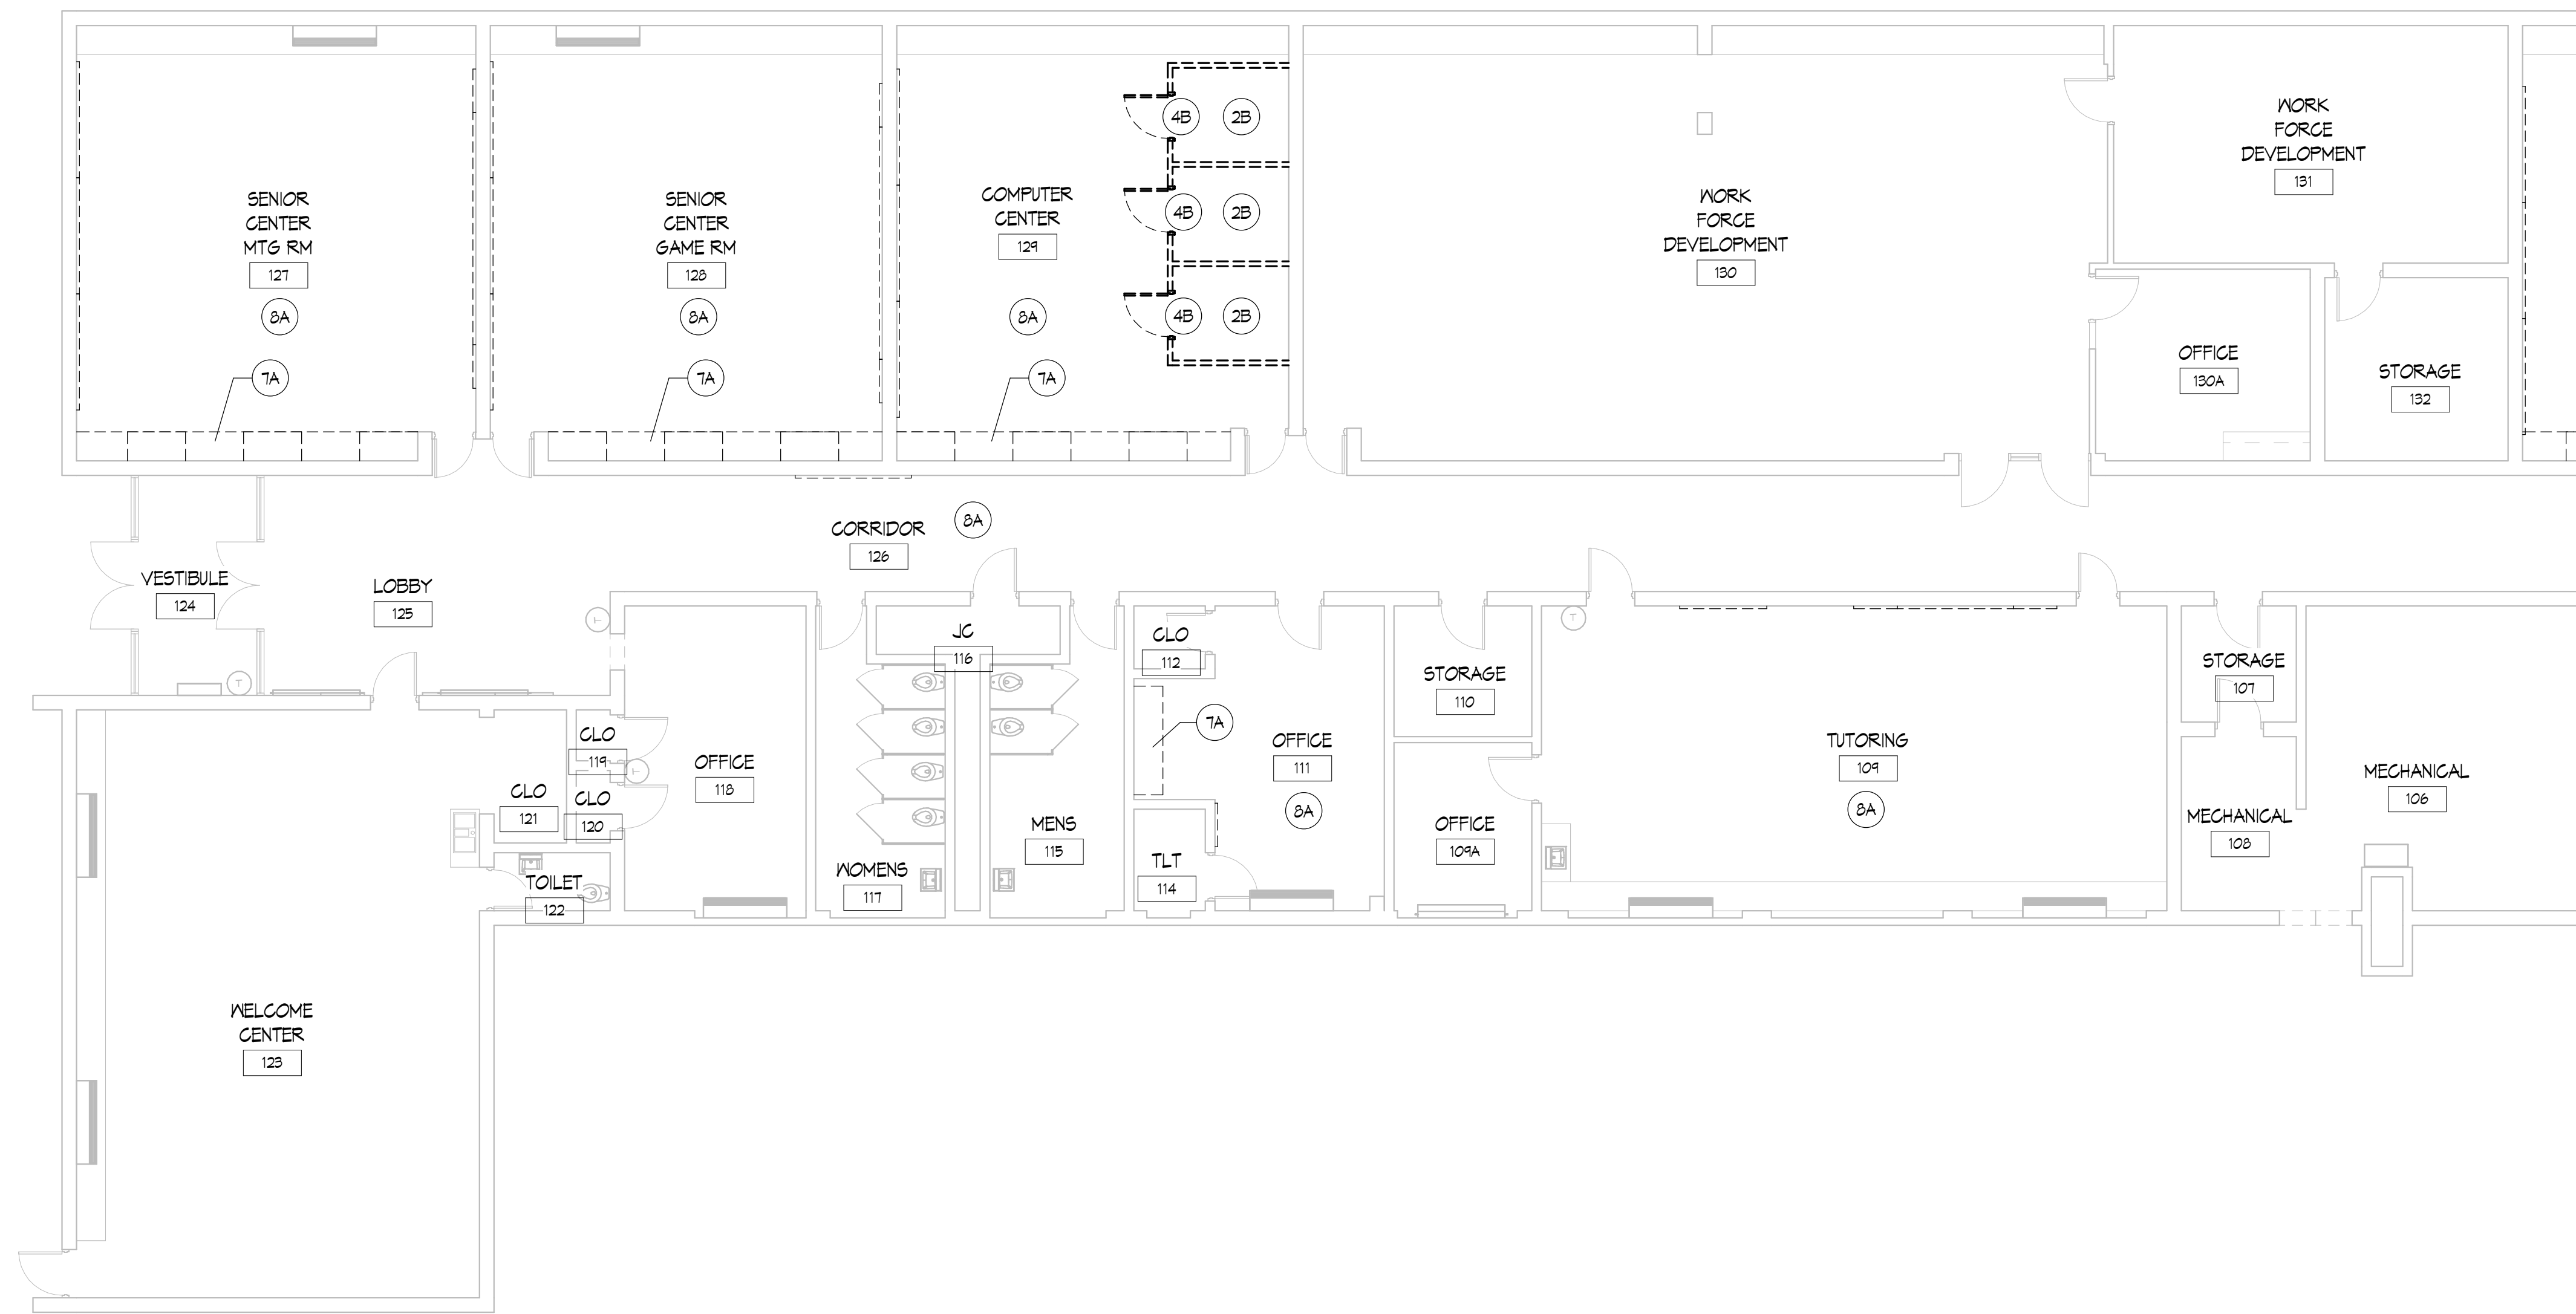 SENIOR
CENTER
MTG RM
127
8A
7A
SENIOR
CENTER
GAME RM
128
8A
7A
COMPUTER
CENTER
129
8A
7A
4B
2B
4B
2B
4B
2B
WORK
FORCE
DEVELOPMENT
130
WORK
FORCE
DEVELOPMENT
131
OFFICE
130A
STORAGE
132
CORRIDOR
126
8A
VESTIBULE
124
T
LOBBY
125
T
JC
116
CLO
112
7A
STORAGE
110
T
STORAGE
107
CLO
119
T
CLO
120
CLO
121
OFFICE
118
OFFICE
111
8A
TUTORING
109
8A
MECHANICAL
106
MECHANICAL
108
MENS
115
OFFICE
109A
WOMENS
117
TLT
114
TOILET
122
WELCOME
CENTER
123